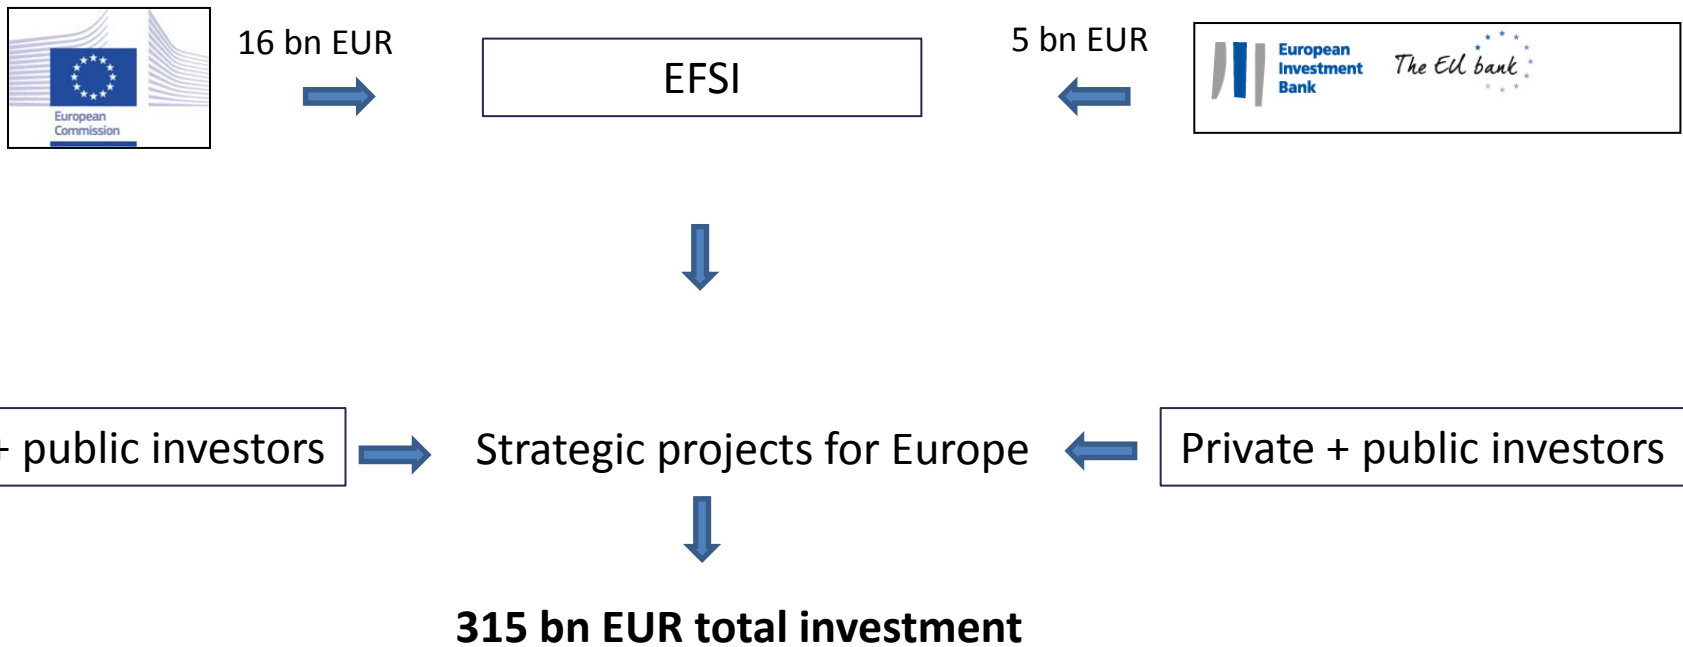 16 bn EUR
EFSI
5 bn EUR
European
Commission
European
Investment
Bank
The EU bank
+ public investors
Strategic projects for Europe
Private + public investors
315 bn EUR total investment